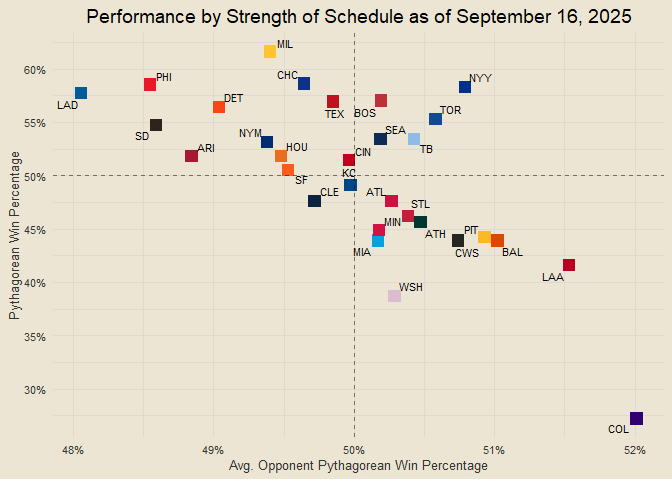 Performance by Strength of Schedule as of September 16, 2025
MIL
60%
CHC
PHI
NYY
LAD
DET
TEX
BOS
TOR
55%
SD
NYM
SEA
TB
ARI
HOU
CIN
50%
SF
KC
CLE
ATL
STL
45%
MIN
ATH
PIT
MIA
CWS
BAL
LAA
40%
WSH
35%
30%
COL
Pythagorean Win Percentage
48%
49%
50%
51%
52%
Avg. Opponent Pythagorean Win Percentage